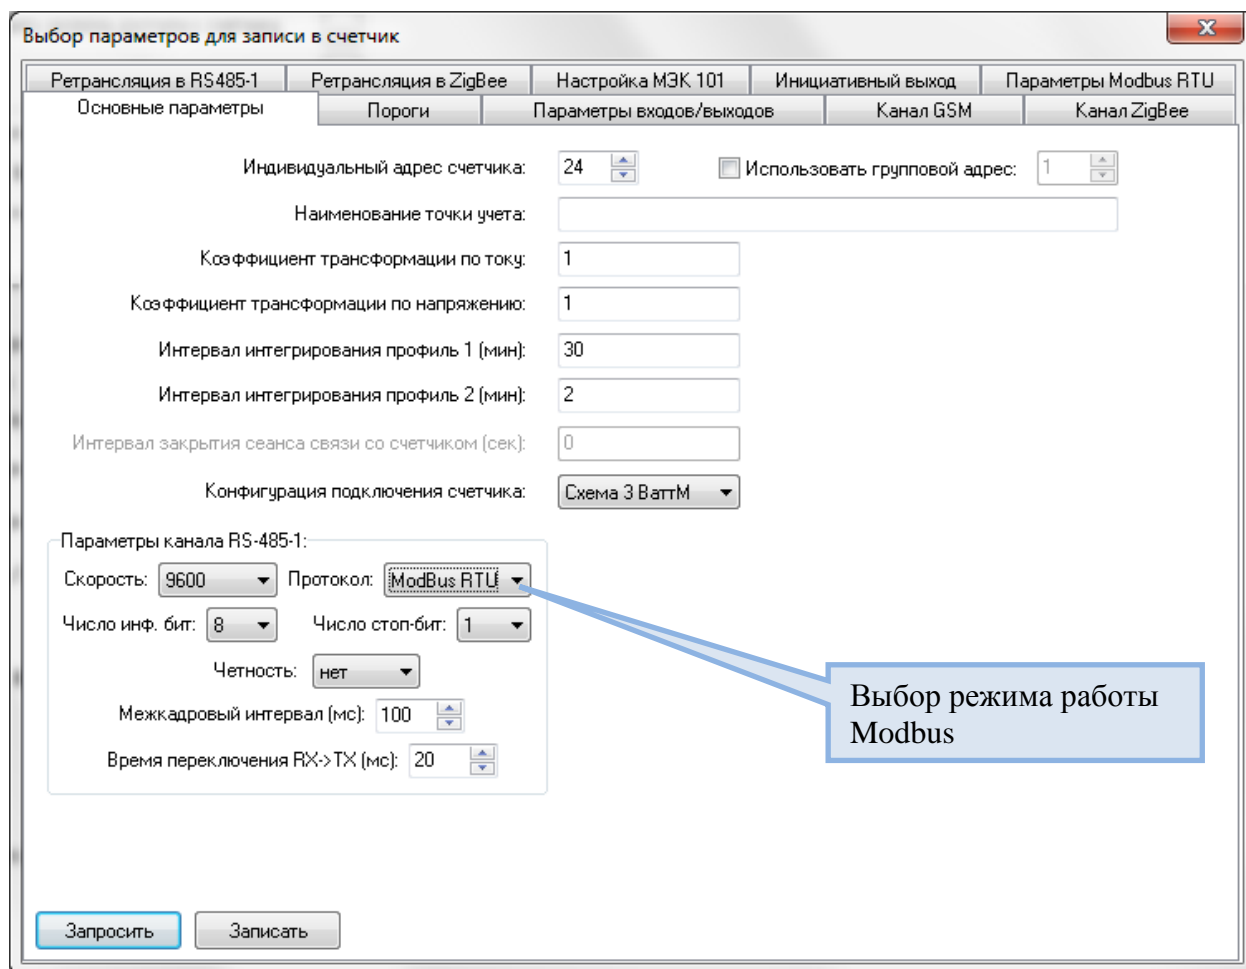 Выбор параметров для записи в счетчик
Ретрансляция в RS485-1 Ретрансляция в ZigBee Настройка МЭК 101 Инициативный выход Параметры Modbus RTU
Основные параметры Пороги Параметры входов/выходов Канал GSM Канал ZigBee
Индивидуальный адрес счетчика: 24 Использовать групповой адрес: 1
Наименование точки учета:
Коэффициент трансформации по току: 1
Коэффициент трансформации по напряжению: 1
Интервал интегрирования профиль 1 (мин): 30
Интервал интегрирования профиль 2 (мин): 2
Интервал закрытия сеанса связи со счетчиком (сек): 0
Конфигурация подключения счетчика: Схема 3 ВаттМ
Параметры канала RS-485-1:
Скорость: 9600 Протокол: ModBus RTU
Число инф. бит: 8 Число стоп-бит: 1
Четность: нет
Межкадровый интервал (мс): 100
Время переключения RX->TX (мс): 20
Выбор режима работы
Modbus
Запросить Записать